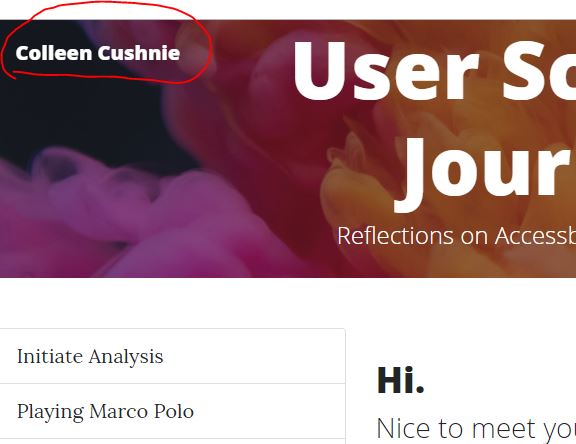 Colleen Cushnie
User Sc
Jour
Reflections on Accessb
Initiate Analysis
Playing Marco Polo
Hi.
Nice to meet you